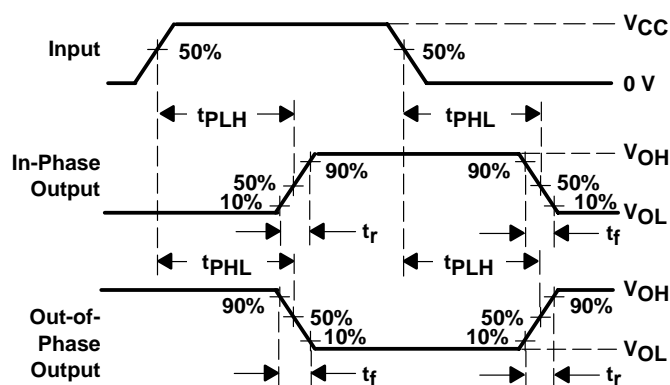 Input
50%
50%
VCC
0 V
tPLH
tPHL
In-Phase
Output
50%
10%
90%
90%
50%
10%
VOH
VOL
tr
tf
tPHL
tPLH
Out-of-
Phase
Output
90%
50%
10%
50%
10%
90%
VOH
VOL
tf
tr